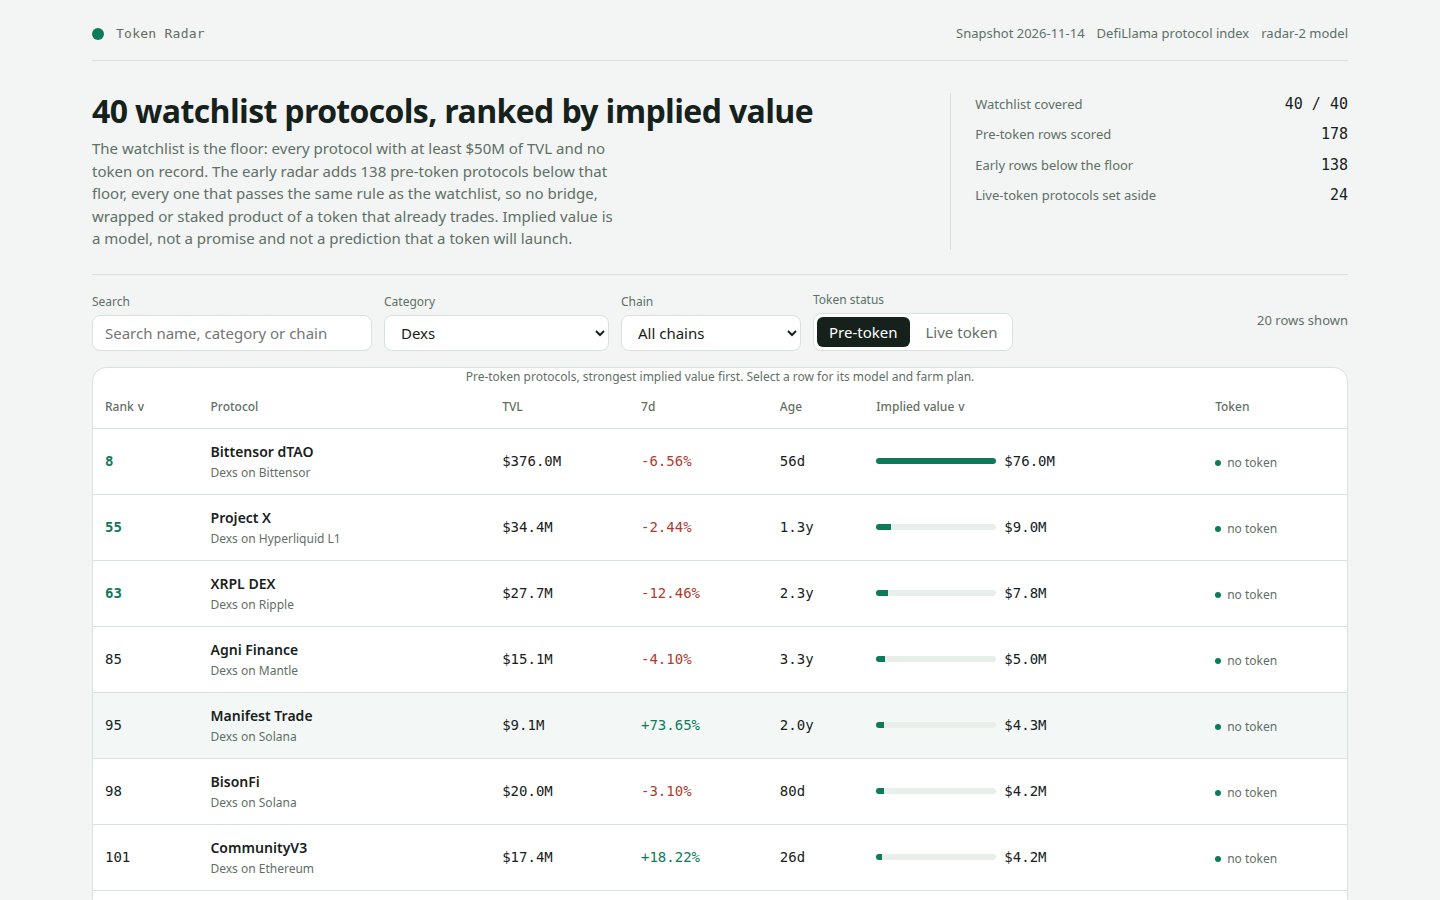 Token Radar
Snapshot 2026-11-14 DefiLlama protocol index radar-2 model
40 watchlist protocols, ranked by implied value
The watchlist is the floor: every protocol with at least $50M of TVL and no
token on record. The early radar adds 138 pre-token protocols below that
floor, every one that passes the same rule as the watchlist, so no bridge,
wrapped or staked product of a token that already trades. Implied value is
a model, not a promise and not a prediction that a token will launch.
Watchlist covered 40 / 40
Pre-token rows scored 178
Early rows below the floor 138
Live-token protocols set aside 24
Search Category Chain Token status
Search name, category or chain Dexs All chains Pre-token Live token 20 rows shown
Pre-token protocols, strongest implied value first. Select a row for its model and farm plan.
Rank v Protocol TVL 7d Age Implied value v Token
8 Bittensor dTAO $376.0M -6.56% 56d $76.0M no token
Dexs on Bittensor
55 Project X $34.4M -2.44% 1.3y $9.0M no token
Dexs on Hyperliquid L1
63 XRPL DEX $27.7M -12.46% 2.3y $7.8M no token
Dexs on Ripple
85 Agni Finance $15.1M -4.10% 3.3y $5.0M no token
Dexs on Mantle
95 Manifest Trade $9.1M +73.65% 2.0y $4.3M no token
Dexs on Solana
98 BisonFi $20.0M -3.10% 80d $4.2M no token
Dexs on Solana
101 CommunityV3 $17.4M +18.22% 26d $4.2M no token
Dexs on Ethereum